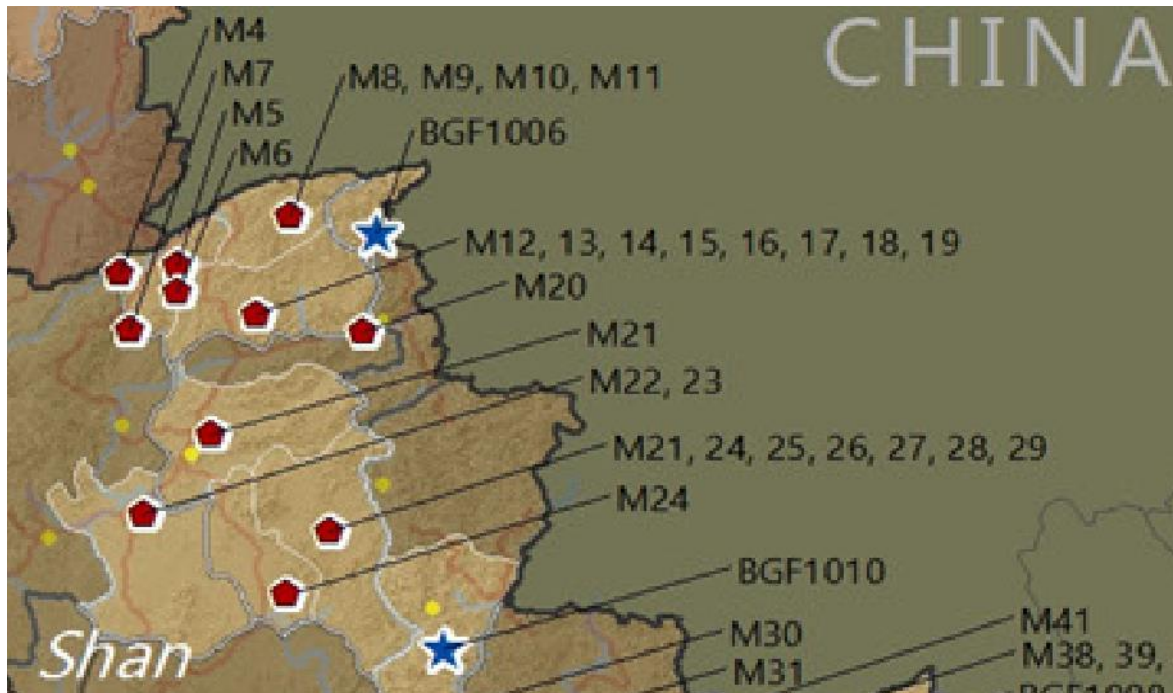 M4
CHINA
M7
M8, M9, M10, M11
M5
BGF1006
M6
M12, 13, 14, 15, 16, 17, 18, 19
M20
M21
M22, 23
M21, 24, 25, 26, 27, 28, 29
M24
BGF1010
M41
M30
Shan
M38, 39,
M31